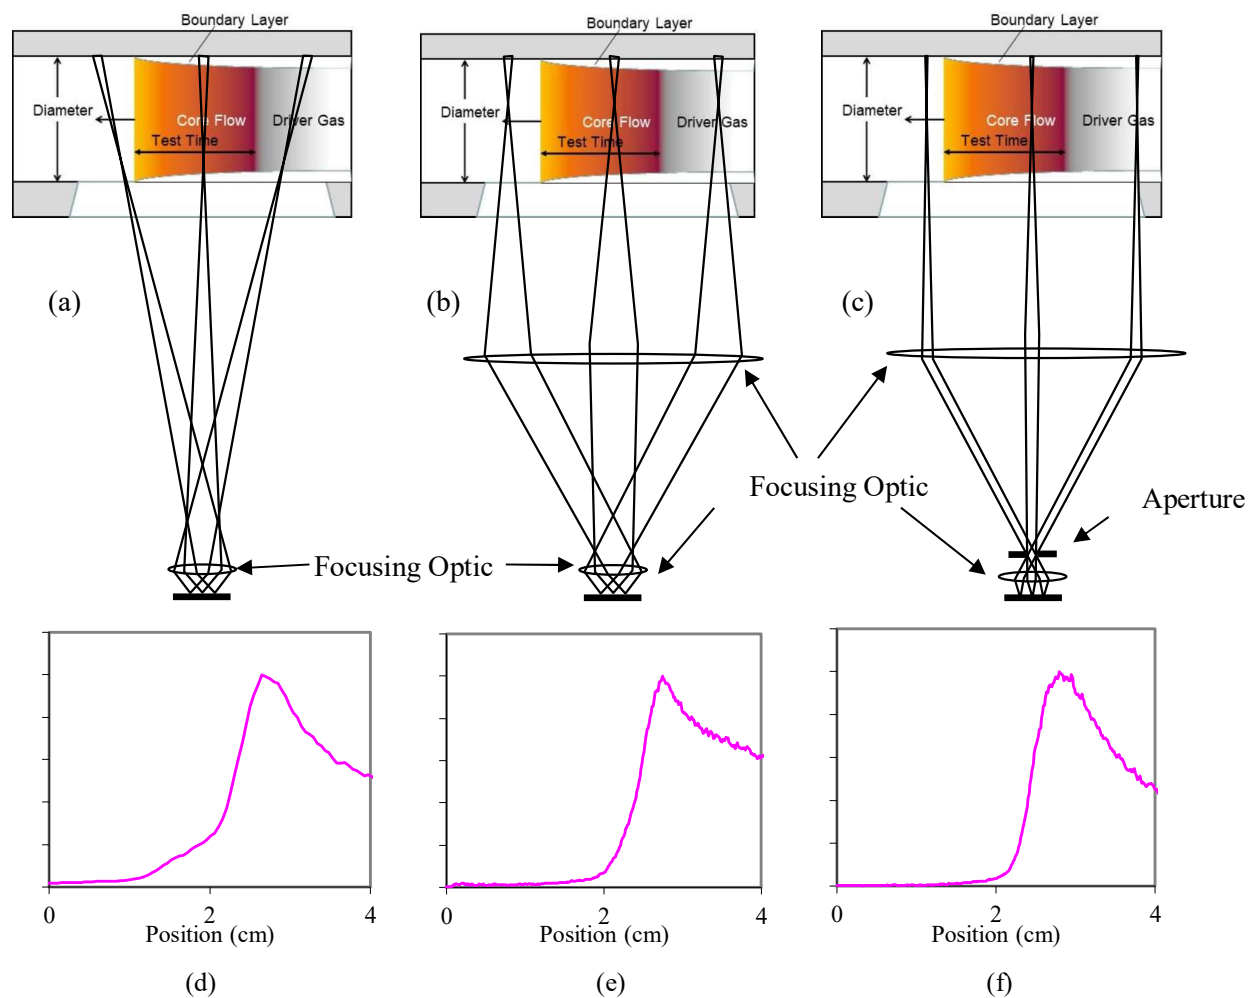 Boundary Layer
Diameter
Core Flow
Driver Gas
Test Time
(a)
Boundary Layer
Diameter
Core Flow
Driver Gas
Test Time
(b)
Boundary Layer
Diameter
Core Flow
Driver Gas
Test Time
(c)
Focusing Optic
Aperture
Focusing Optic
0 2 4
Position (cm)
(d)
0 2 4
Position (cm)
(e)
0 2 4
Position (cm)
(f)